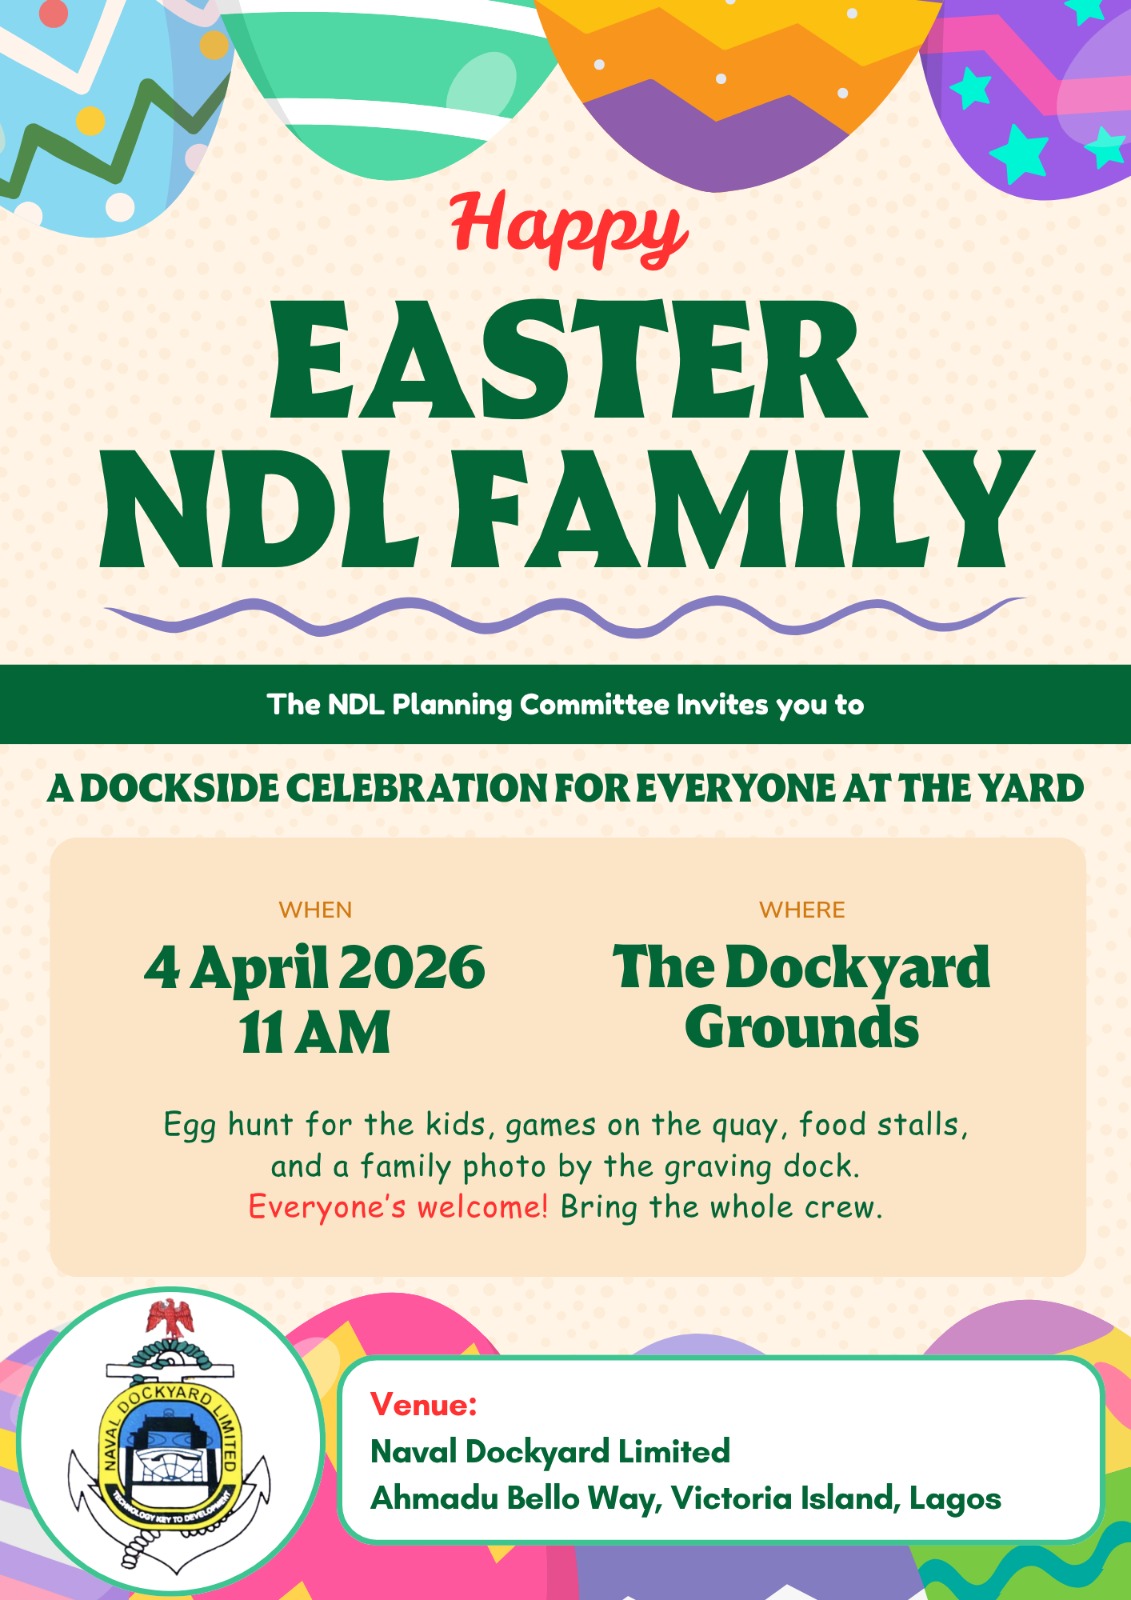 Happy
EASTER
NDL FAMILY
The NDL Planning Committee Invites you to
A DOCKSIDE CELEBRATION FOR EVERYONE AT THE YARD
WHEN
4 April 2026
11 AM
WHERE
The Dockyard
Grounds
Egg hunt for the kids, games on the quay, food stalls,
and a family photo by the graving dock.
Everyone's welcome! Bring the whole crew.
NAVAL DOCKYARD LIMITED
TECHNOLOGY KEY TO DEVELOPMENT
Venue:
Naval Dockyard Limited
Ahmadu Bello Way, Victoria Island, Lagos